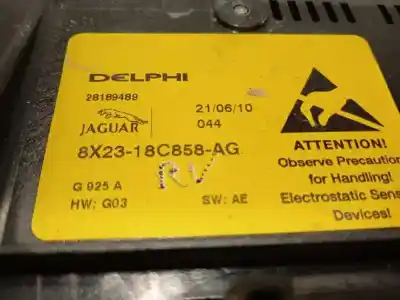 DELPHI
28189489
21/06/10
JAGUAR
044
8X23-18C858-AG
RV
G 925 A
HW: G03
SW: AE
ATTENTION!
Observe Precaution
for Handling!
Electrostatic Sens
Devices!